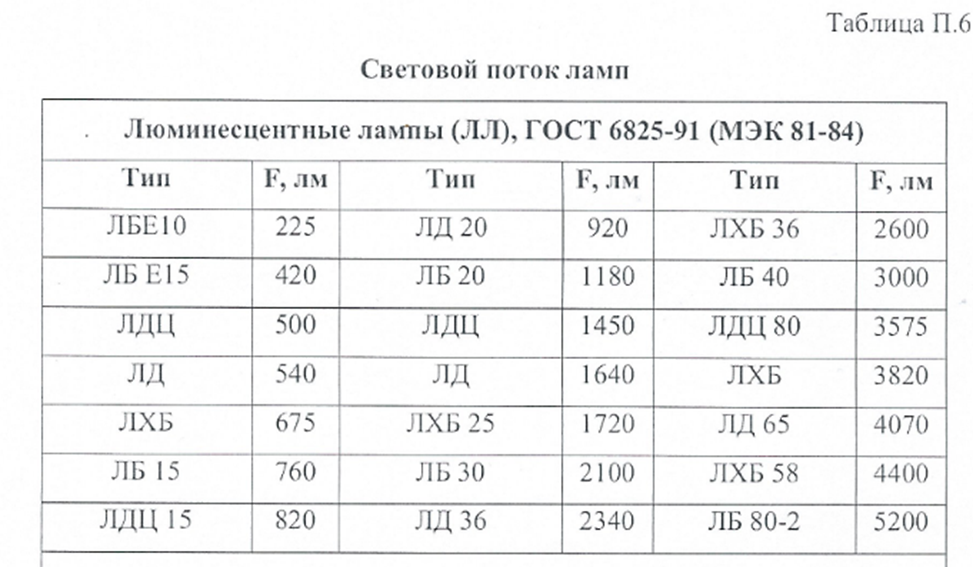 Таблица П.6
Световой поток ламп
Люминесцентные лампы (ЛЛ), ГОСТ 6825-91 (МЭК 81-84)
Тип F, лм Тип F, лм Тип F, лм
ЛБЕ10 225 ЛД 20 920 ЛХБ 36 2600
ЛБ Е15 420 ЛБ 20 1180 ЛБ 40 3000
ЛДЦ 500 ЛДЦ 1450 ЛДЦ 80 3575
ЛД 540 ЛД 1640 ЛХБ 3820
ЛХБ 675 ЛХБ 25 1720 ЛД 65 4070
ЛБ 15 760 ЛБ 30 2100 ЛХБ 58 4400
ЛДЦ 15 820 ЛД 36 2340 ЛБ 80-2 5200